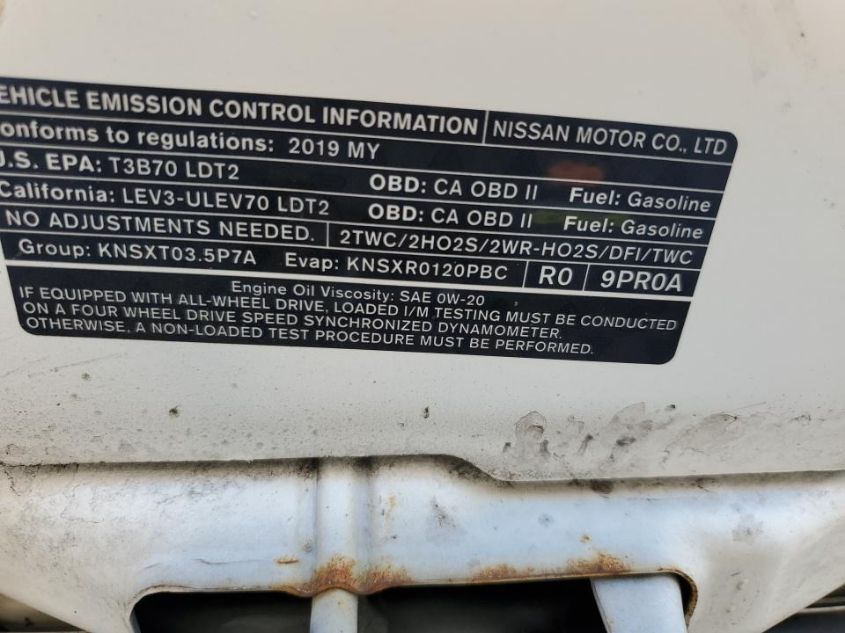 EHICLE EMISSION CONTROL INFORMATION NISSAN MOTOR CO., LTD
onforms to regulations: 2019 MY
U.S. EPA: T3B70 LDT2 OBD: CA OBD II Fuel: Gasoline
California: LEV3-ULEV70 LDT2 OBD: CA OBD II Fuel: Gasoline
NO ADJUSTMENTS NEEDED. 2TWC/2HO2S/2WR-HO2S/DFI/TWC
Group: KNSXT03.5P7A Evap: KNSXR0120PBC R0 9PR0A
Engine Oil Viscosity: SAE 0W-20
IF EQUIPPED WITH ALL-WHEEL DRIVE, LOADED I/M TESTING MUST BE CONDUCTED
ON A FOUR WHEEL DRIVE SPEED SYNCHRONIZED DYNAMOMETER.
OTHERWISE, A NON-LOADED TEST PROCEDURE MUST BE PERFORMED.